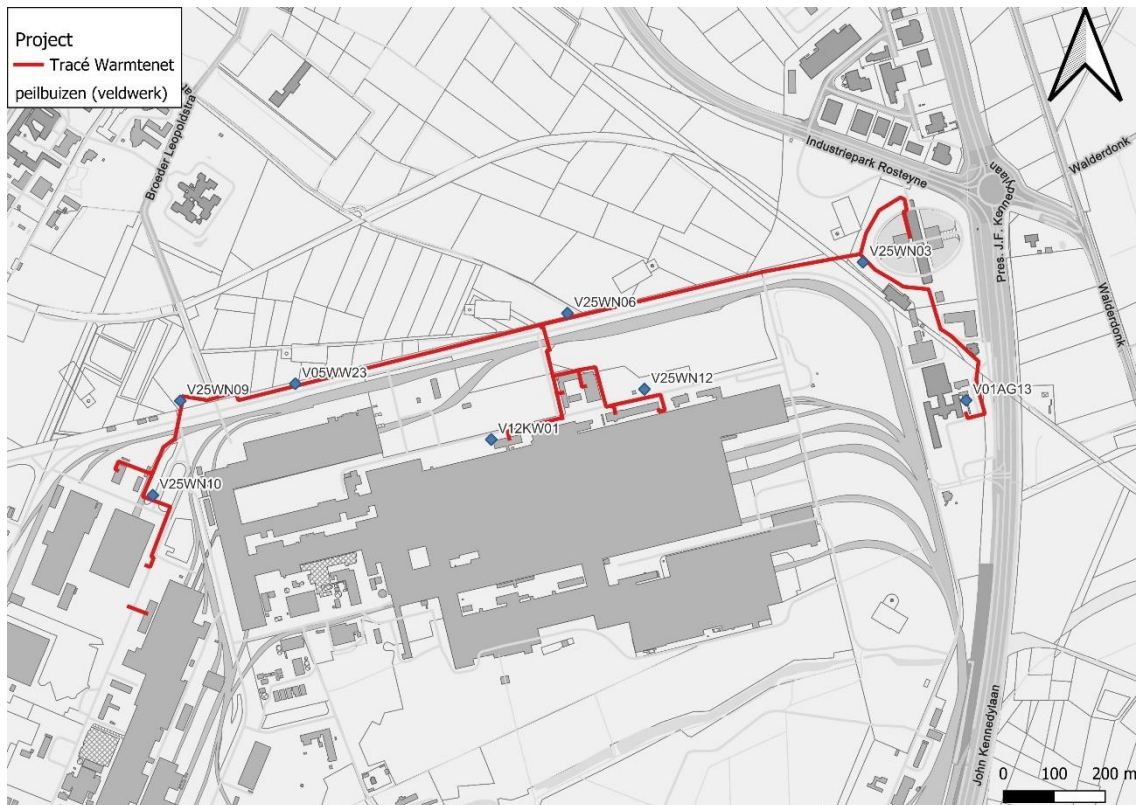 Project
Tracé Warmtenet
peilbuizen (veldwerk)
Broeder Leopoldstra
Industriepark Rosteyne
Pres. J.F. Kennedylaan
Walderdonk
Walderdonk
V25WN03
V25WN06
V05WW23
V25WN09
V25WN12
V01AG13
V12KW01
V25WN10
John Kennedylaan
0 100 200 m